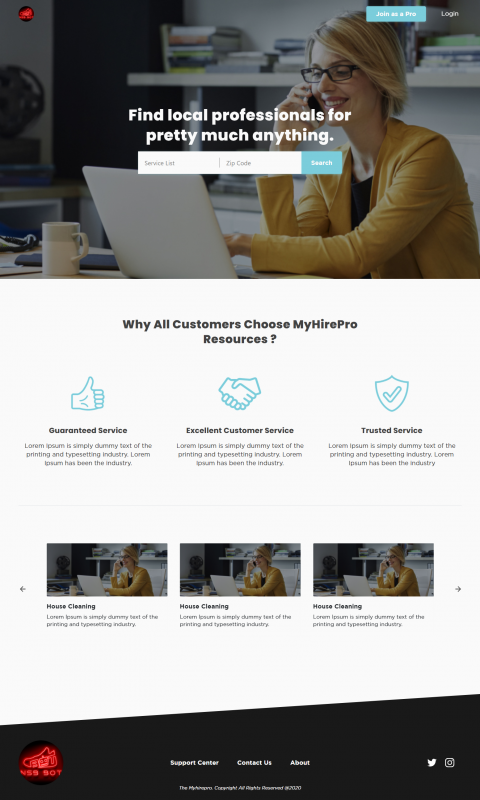 Join as a Pro
Login
Find local professionals for
pretty much anything.
Service List
Zip Code
Search
Why All Customers Choose MyHirePro
Resources ?
Guaranteed Service
Lorem Ipsum is simply dummy text of the
printing and typesetting industry. Lorem
Ipsum has been the industry.
Excellent Customer Service
Lorem Ipsum is simply dummy text of the
printing and typesetting industry. Lorem
Ipsum has been the industry.
Trusted Service
Lorem Ipsum is simply dummy text of the
printing and typesetting industry. Lorem
Ipsum has been the industry
House Cleaning
Lorem Ipsum is simply dummy text of the
printing and typesetting industry.
House Cleaning
Lorem Ipsum is simply dummy text of the
printing and typesetting industry.
House Cleaning
Lorem Ipsum is simply dummy text of the
printing and typesetting industry.
NSB BOT
Support Center
Contact Us
About
The Myhirepro. Copyright All Rights Reserved @2020